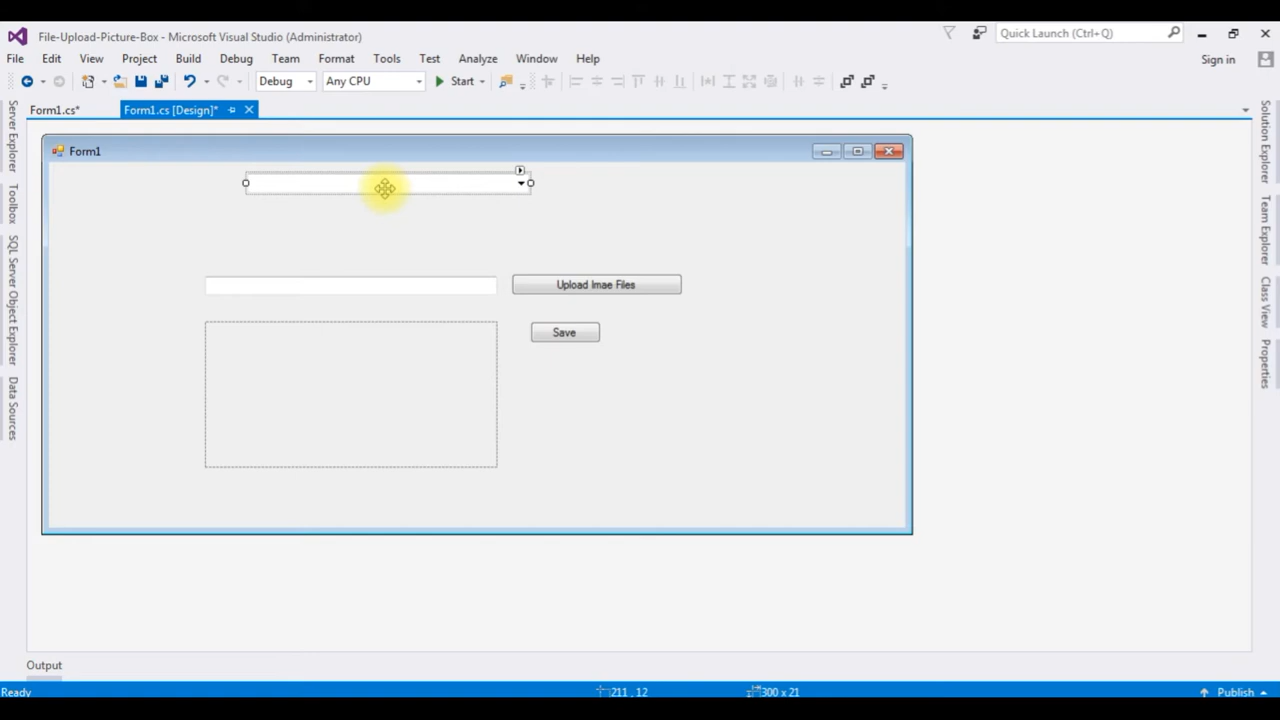 File-Upload-Picture-Box - Microsoft Visual Studio (Administrator)
Quick Launch (Ctrl+Q)
File Edit View Project Build Debug Team Format Tools Test Analyze Window Help
Sign in
Debug Any CPU Start
Form1.cs* Form1.cs [Design]*
Form1
Upload Imae Files
Save
Server Explorer
Toolbox
SQL Server Object Explorer
Data Sources
Solution Explorer
Team Explorer
Class View
Properties
Output
Ready 211 , 12 300 x 21 Publish